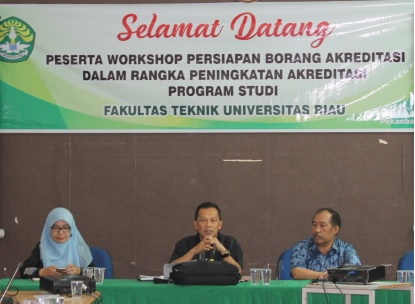 Selamat Datang
PESERTA WORKSHOP PERSIAPAN BORANG AKREDITASI
DALAM RANGKA PENINGKATAN AKREDITASI
PROGRAM STUDI
FAKULTAS TEKNIK UNIVERSITAS RIAU